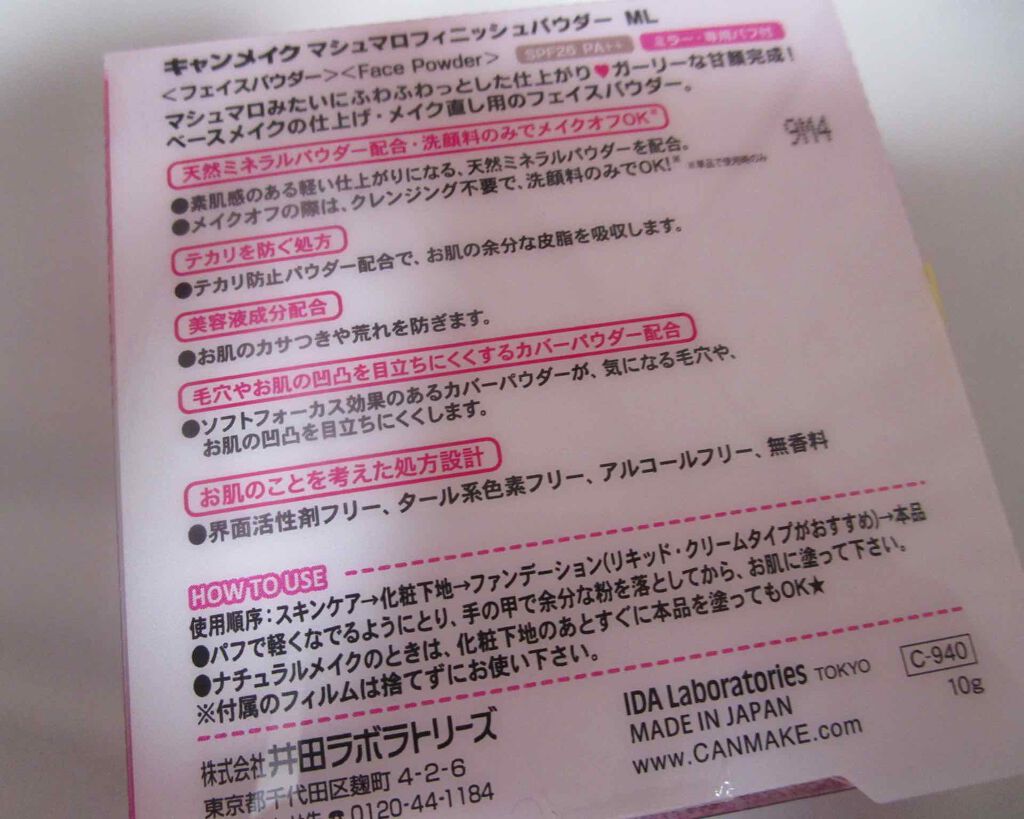 キャンメイク マシュマロフィニッシュパウダー ML
<フェイスパウダー><Face Powder> SPF26 PA++ ミラー・専用パフ付
マシュマロみたいにふわふわっとした仕上がり♥ガーリーな甘顔完成！
ベースメイクの仕上げ・メイク直し用のフェイスパウダー。
9M4
天然ミネラルパウダー配合・洗顔料のみでメイクオフOK※
●素肌感のある軽い仕上がりになる、天然ミネラルパウダーを配合。
●メイクオフの際は、クレンジング不要で、洗顔料のみでOK!※ ※単品で使用時のみ
テカリを防ぐ処方
●テカリ防止パウダー配合で、お肌の余分な皮脂を吸収します。
美容液成分配合
●お肌のカサつきや荒れを防ぎます。
毛穴やお肌の凹凸を目立ちにくくするカバーパウダー配合
●ソフトフォーカス効果のあるカバーパウダーが、気になる毛穴や、
お肌の凹凸を目立ちにくくします。
お肌のことを考えた処方設計
●界面活性剤フリー、タール系色素フリー、アルコールフリー、無香料
HOW TO USE
使用順序：スキンケア→化粧下地→ファンデーション(リキッド・クリームタイプがおすすめ)→本品
●パフで軽くなでるようにとり、手の甲で余分な粉を落としてから、お肌に塗って下さい。
●ナチュラルメイクのときは、化粧下地のあとすぐに本品を塗ってもOK★
※付属のフィルムは捨てずにお使い下さい。
株式会社 井田ラボラトリーズ
東京都千代田区麹町 4-2-6
☎0120-44-1184
IDA Laboratories TOKYO
MADE IN JAPAN
www.CANMAKE.com
C-940
10g